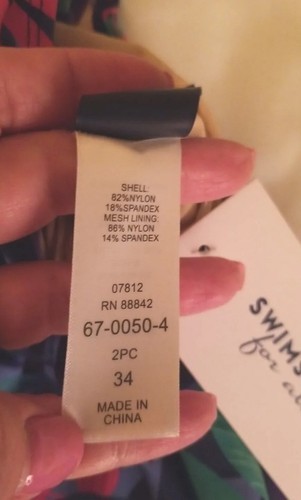 SHELL:
82%NYLON
18%SPANDEX
MESH LINING:
86% NYLON
14% SPANDEX
07812
RN 88842
67-0050-4
2PC
34
MADE IN
CHINA
SWIMS
for